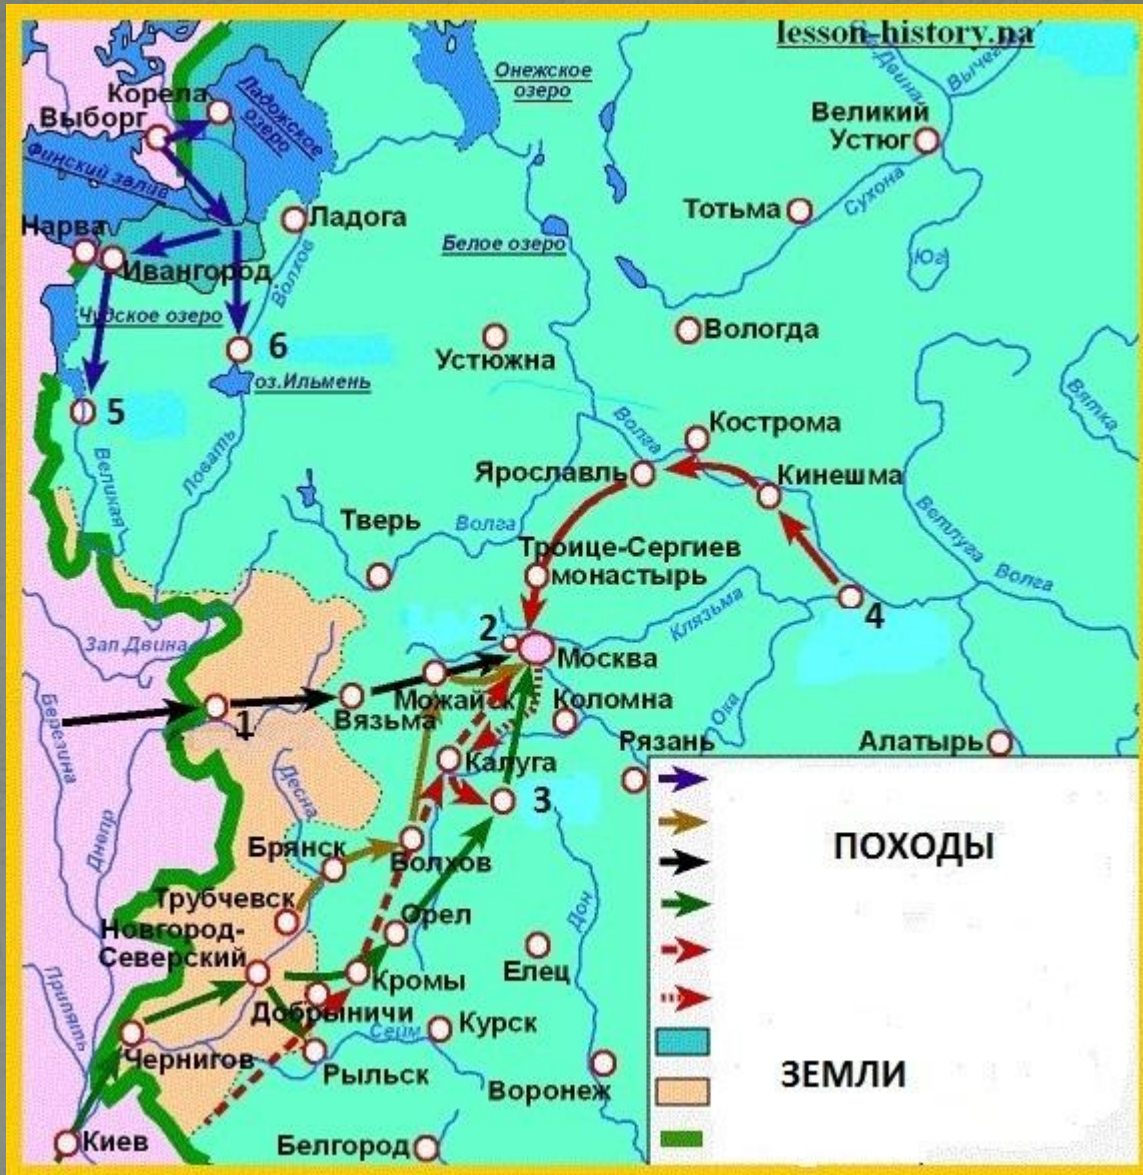 lesson-history.na
Онежское
озеро
Корела
Ладожское
озеро
Выборг
Вычег
Великий
Устюг
Финский залив
Ладога
Тотьма
Сухона
Нарва
Белое озеро
Ивангород
Волхов
Юг
Чудское озеро
6
Устюжна
Вологда
оз.Ильмень
5
Вятка
Волга
Кострома
Ловать
Великая
Ярославль
Кинешма
Тверь
Волга
Ветлуга
Волга
Троице-Сергиев
монастырь
Клязьма
4
2
Зап.Двина
Москва
Березина
1
Вязьма
Можайск
Коломна
Ока
Рязань
Алатырь
Калуга
Десна
3
Днепр
Брянск
Болхов
ПОХОДЫ
Трубчевск
Новгород-
Северский
Орел
Дон
Елец
Кромы
Припять
Добрыничи
Сейм
Курск
Чернигов
Рыльск
Воронеж
ЗЕМЛИ
Киев
Белгород